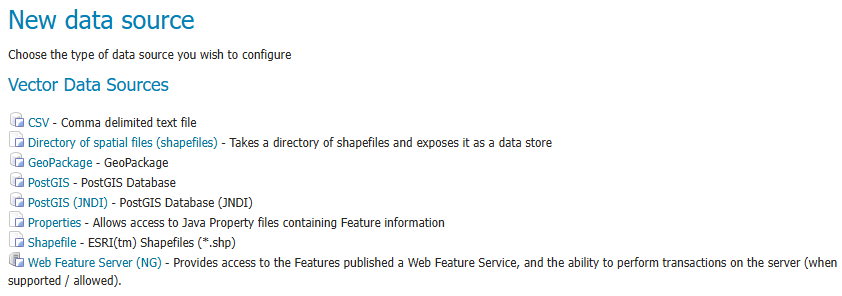 New data source
Choose the type of data source you wish to configure
Vector Data Sources
CSV - Comma delimited text file
Directory of spatial files (shapefiles) - Takes a directory of shapefiles and exposes it as a data store
GeoPackage - GeoPackage
PostGIS - PostGIS Database
PostGIS (JNDI) - PostGIS Database (JNDI)
Properties - Allows access to Java Property files containing Feature information
Shapefile - ESRI(tm) Shapefiles (*.shp)
Web Feature Server (NG) - Provides access to the Features published a Web Feature Service, and the ability to perform transactions on the server (when
supported / allowed).